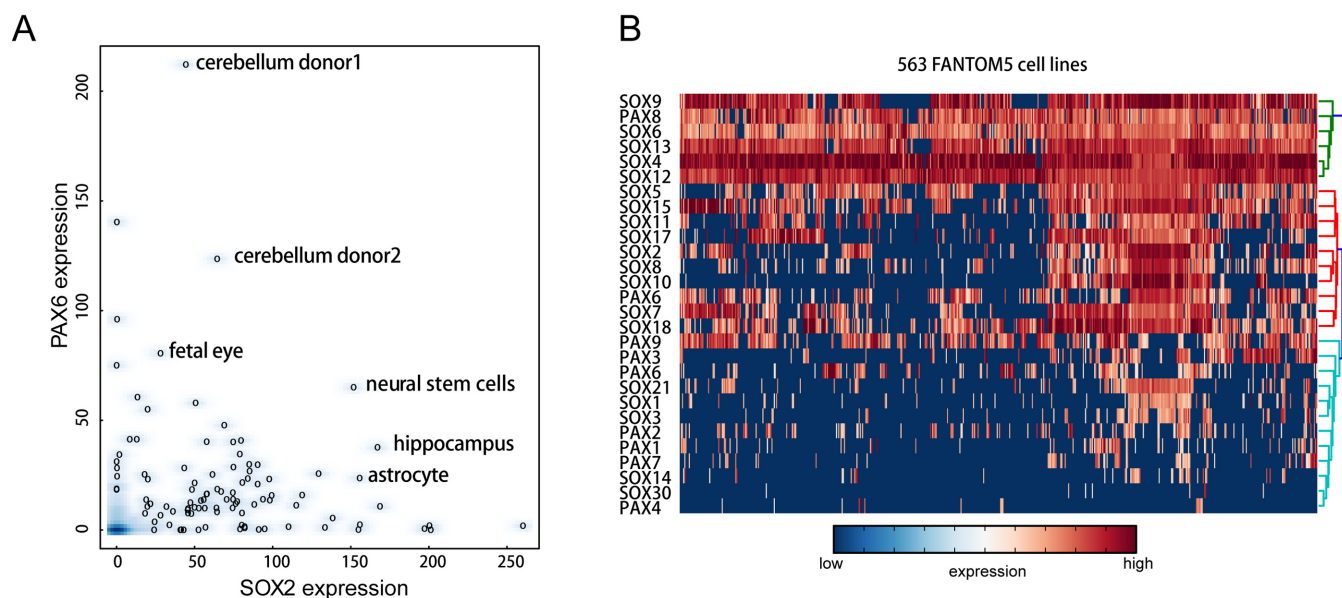 A
cerebellum donor1
cerebellum donor2
fetal eye
neural stem cells
hippocampus
astrocyte
PAX6 expression
200
150
100
50
0
0
50
100
150
200
250
SOX2 expression
B
563 FANTOM5 cell lines
SOX9
PAX8
SOX6
SOX13
SOX4
SOX12
SOX5
SOX15
SOX11
SOX17
SOX2
SOX8
SOX10
PAX6
SOX7
SOX18
PAX9
PAX3
PAX6
SOX21
SOX1
SOX3
PAX2
PAX1
PAX7
SOX14
SOX30
PAX4
low
expression
high